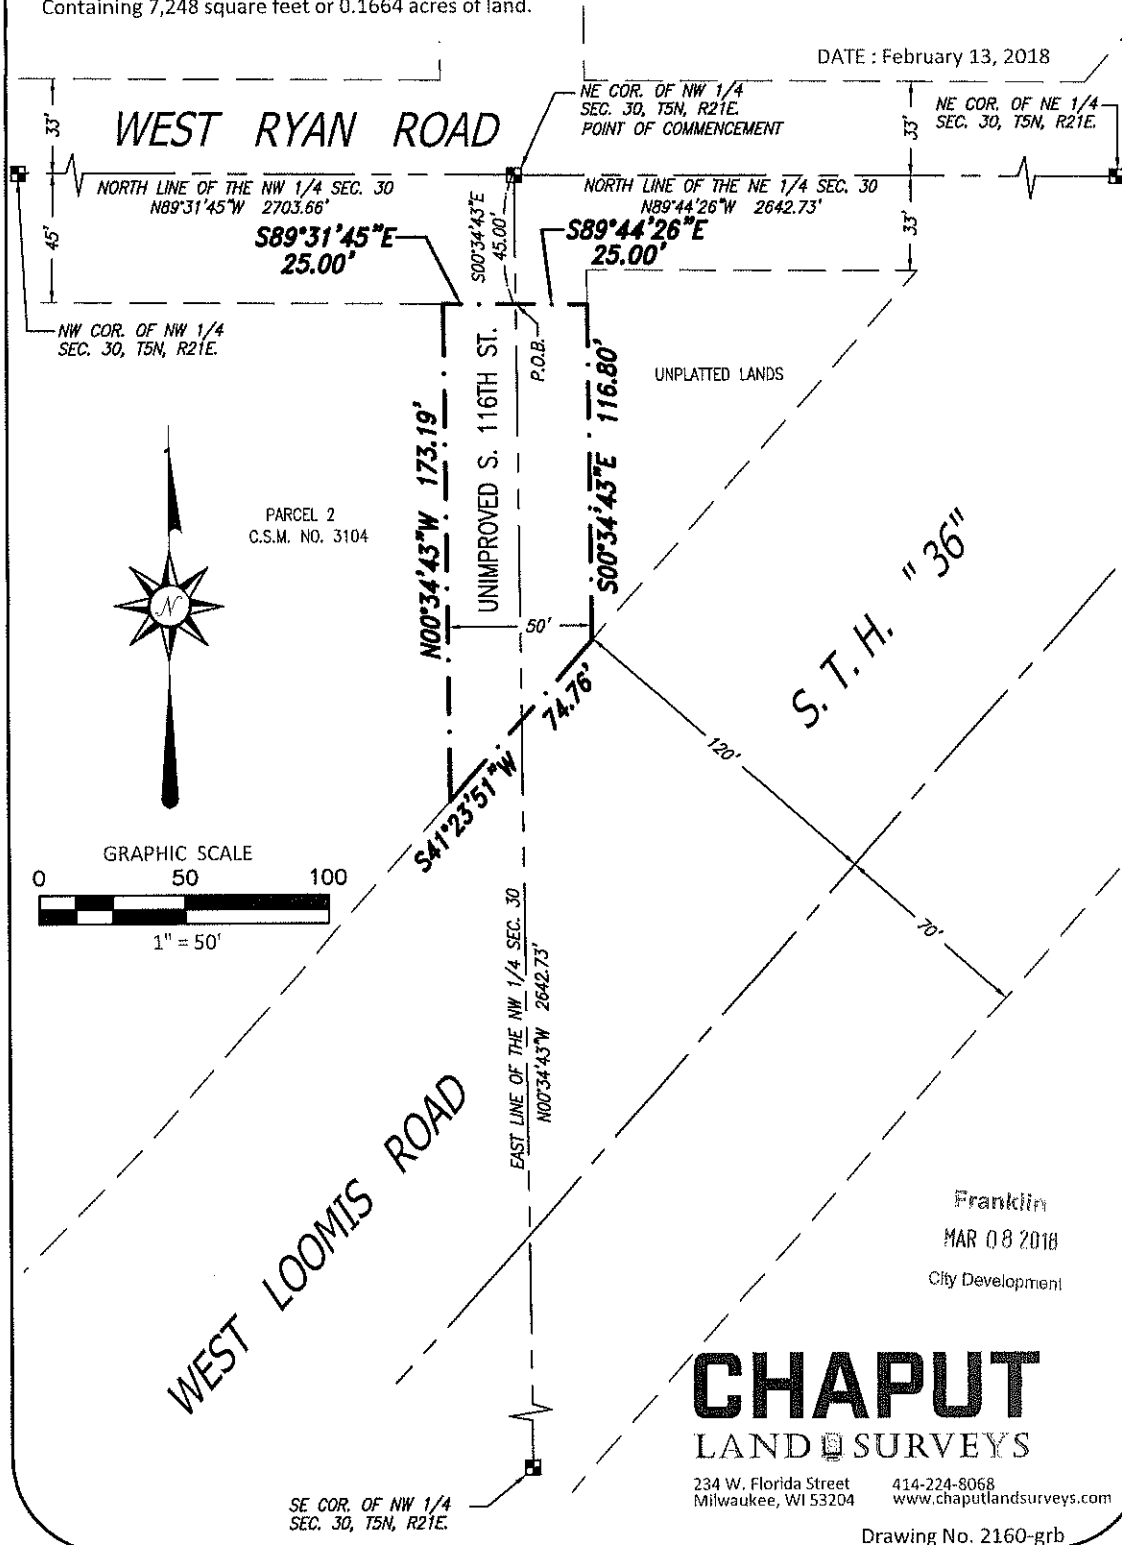 Containing 7,248 square feet or 0.1664 acres of land.
DATE : February 13, 2018
NE COR. OF NW 1/4
SEC. 30, T5N, R21E.
POINT OF COMMENCEMENT
NE COR. OF NE 1/4
SEC. 30, T5N, R21E.
33'
WEST RYAN ROAD
33'
NORTH LINE OF THE NW 1/4 SEC. 30
N89°31'45"W 2703.66'
NORTH LINE OF THE NE 1/4 SEC. 30
N89°44'26"W 2642.73'
45'
S89°31'45"E
25.00'
S00°34'43"E
45.00'
S89°44'26"E
25.00'
33'
NW COR. OF NW 1/4
SEC. 30, T5N, R21E.
P.O.B.
UNPLATTED LANDS
N00°34'43"W 173.19'
UNIMPROVED S. 116TH ST.
S00°34'43"E 116.80'
PARCEL 2
C.S.M. NO. 3104
N
50'
S. T. H. "36"
74.76'
S41°23'51"W
120'
70'
GRAPHIC SCALE
0 50 100
1" = 50'
EAST LINE OF THE NW 1/4 SEC. 30
N00°34'43"W 2642.73'
WEST LOOMIS ROAD
Franklin
MAR 08 2018
City Development
CHAPUT
LAND SURVEYS
234 W. Florida Street 414-224-8068
Milwaukee, WI 53204 www.chaputlandsurveys.com
SE COR. OF NW 1/4
SEC. 30, T5N, R21E.
Drawing No. 2160-grb